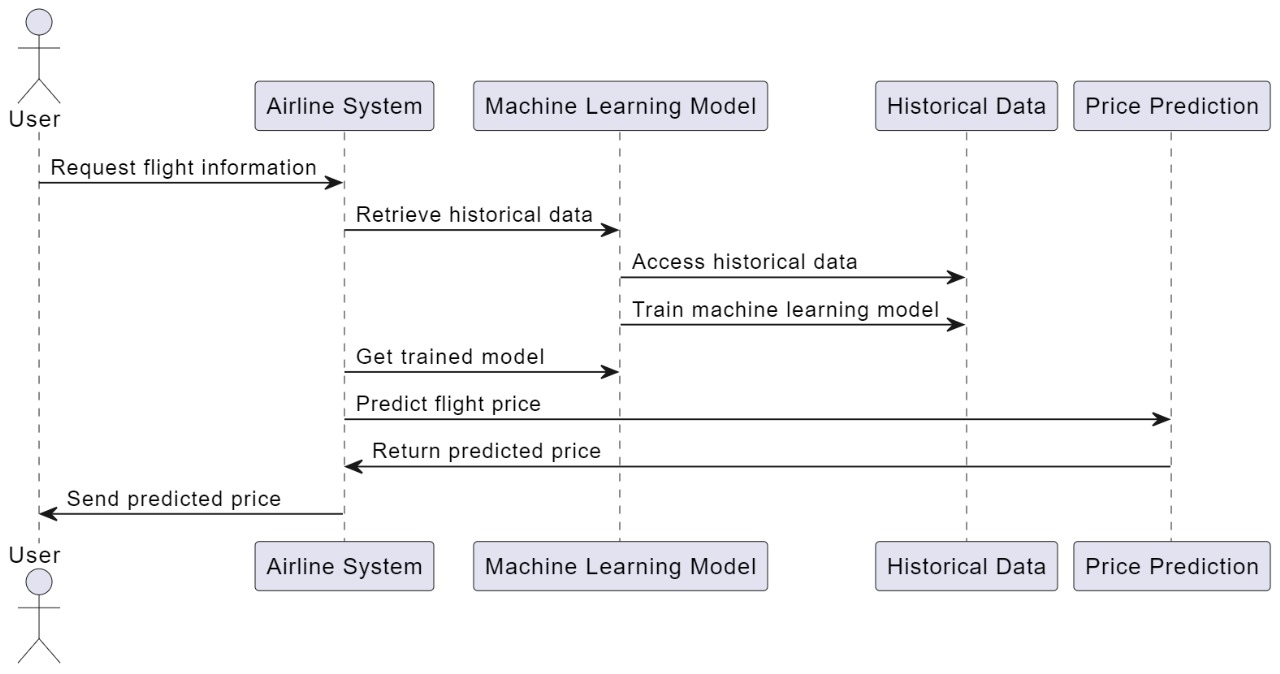 User
Airline System
Machine Learning Model
Historical Data
Price Prediction
Request flight information
Retrieve historical data
Access historical data
Train machine learning model
Get trained model
Predict flight price
Return predicted price
Send predicted price
User
Airline System
Machine Learning Model
Historical Data
Price Prediction